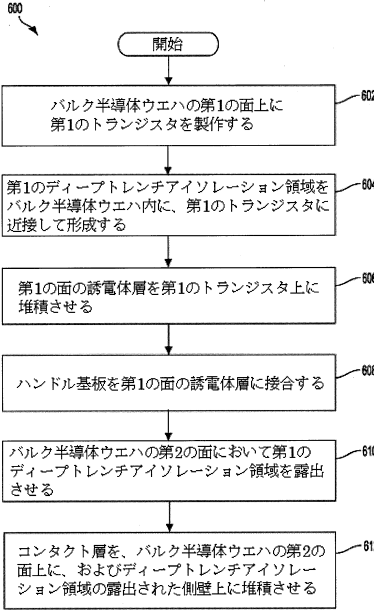 600
開始
バルク半導体ウエハの第1の面上に
第1のトランジスタを製作する
602
第1のディープトレンチアイソレーション領域を
バルク半導体ウエハ内に、第1のトランジスタに
近接して形成する
604
第1の面の誘電体層を第1のトランジスタ上に
堆積させる
606
ハンドル基板を第1の面の誘電体層に接合する
608
バルク半導体ウエハの第2の面において第1の
ディープトレンチアイソレーション領域を露出
させる
610
コンタクト層を、バルク半導体ウエハの第2の
面上に、およびディープトレンチアイソレー
ション領域の露出された側壁上に堆積させる